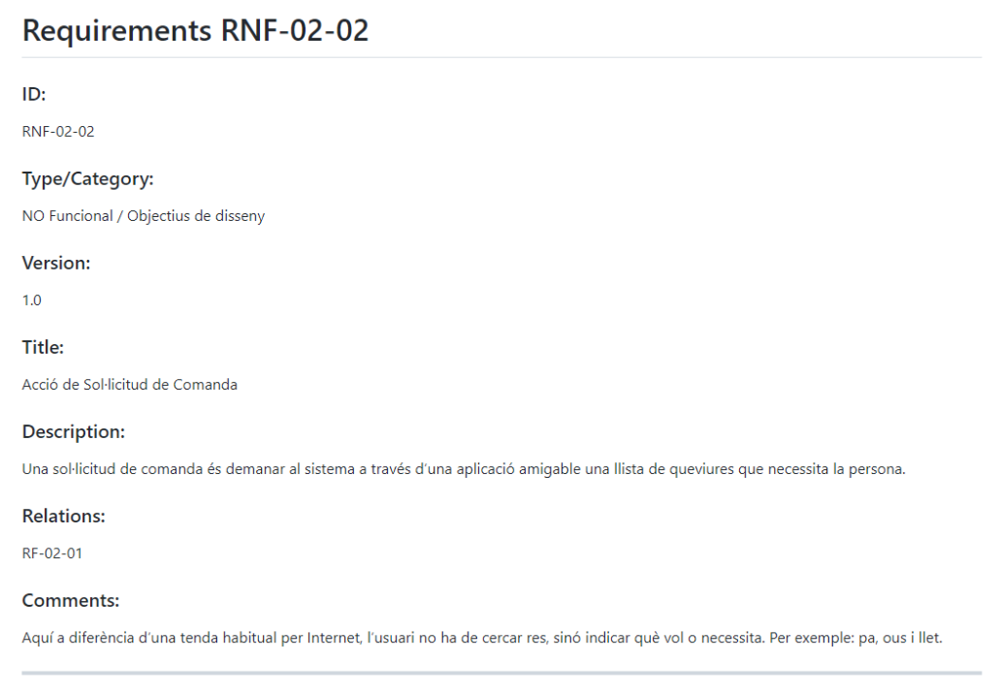 Requirements RNF-02-02
ID:
RNF-02-02
Type/Category:
NO Funcional / Objectius de disseny
Version:
1.0
Title:
Acció de Sol·licitud de Comanda
Description:
Una sol·licitud de comanda és demanar al sistema a través d'una aplicació amigable una llista de queviures que necessita la persona.
Relations:
RF-02-01
Comments:
Aquí a diferència d'una tenda habitual per Internet, l'usuari no ha de cercar res, sinó indicar què vol o necessita. Per exemple: pa, ous i llet.